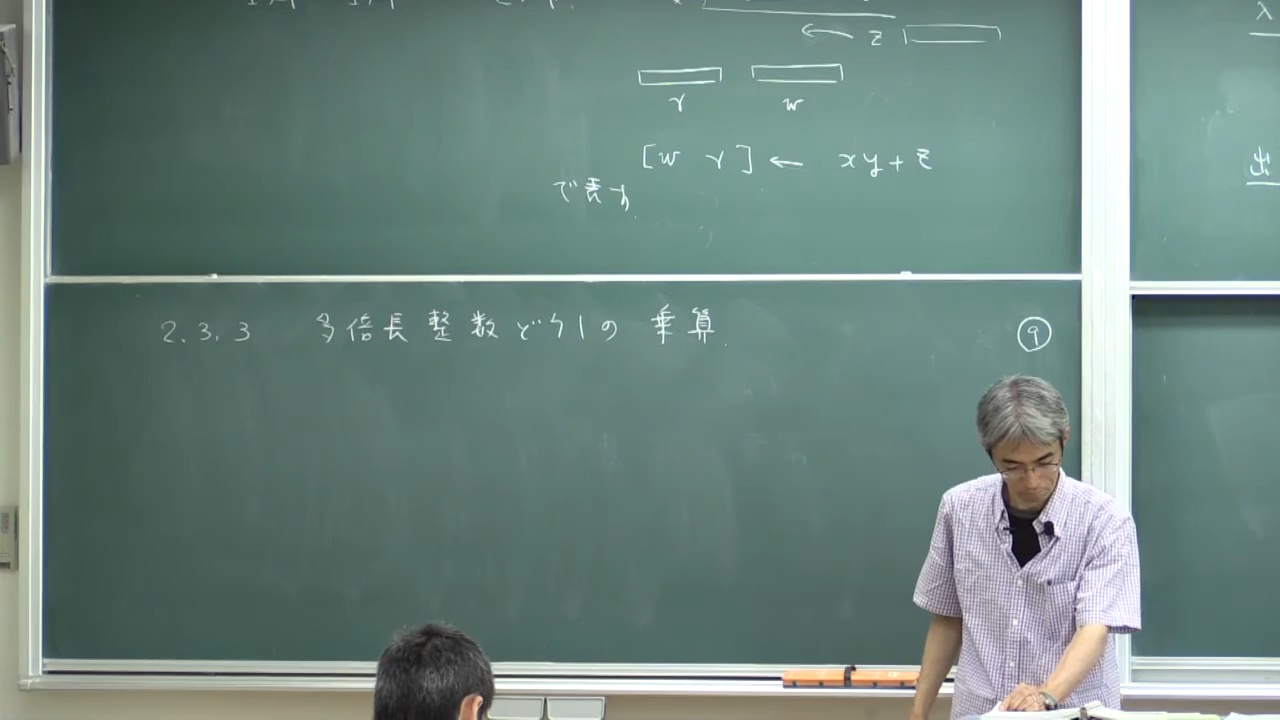 z
r w
[w r] ← xy+z
で表す.
2.3.3 多倍長整数どうしの乗算. ⑨
λ
出